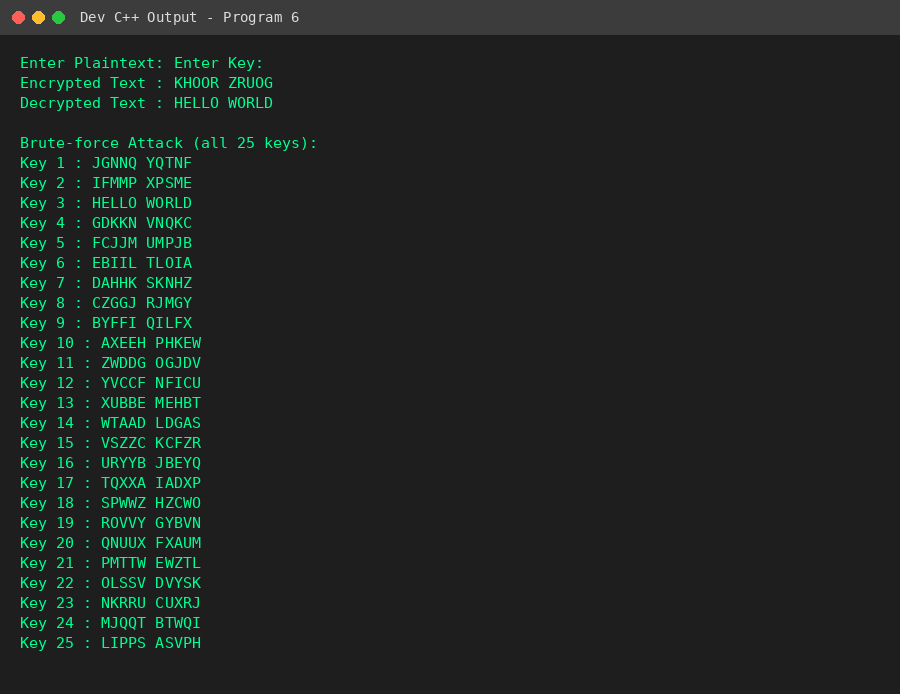 Dev C++ Output - Program 6
Enter Plaintext: Enter Key:
Encrypted Text : KHOOR ZRUOG
Decrypted Text : HELLO WORLD
Brute-force Attack (all 25 keys):
Key 1 : JGNNQ YQTNF
Key 2 : IFMMP XPSME
Key 3 : HELLO WORLD
Key 4 : GDKKN VNQKC
Key 5 : FCJJM UMPJB
Key 6 : EBIIL TLOIA
Key 7 : DAHHK SKNHZ
Key 8 : CZGGJ RJMGY
Key 9 : BYFFI QILFX
Key 10 : AXEEH PHKEW
Key 11 : ZWDDG OGJDV
Key 12 : YVCCF NFICU
Key 13 : XUBBE MEHBT
Key 14 : WTAAD LDGAS
Key 15 : VSZZC KCFZR
Key 16 : URYYB JBEYQ
Key 17 : TQXXA IADXP
Key 18 : SPWWZ HZCWO
Key 19 : ROVVY GYBVN
Key 20 : QNUUX FXAUM
Key 21 : PMTTW EWZTL
Key 22 : OLSSV DVYSK
Key 23 : NKRRU CUXRJ
Key 24 : MJQQT BTWQI
Key 25 : LIPPS ASVPH